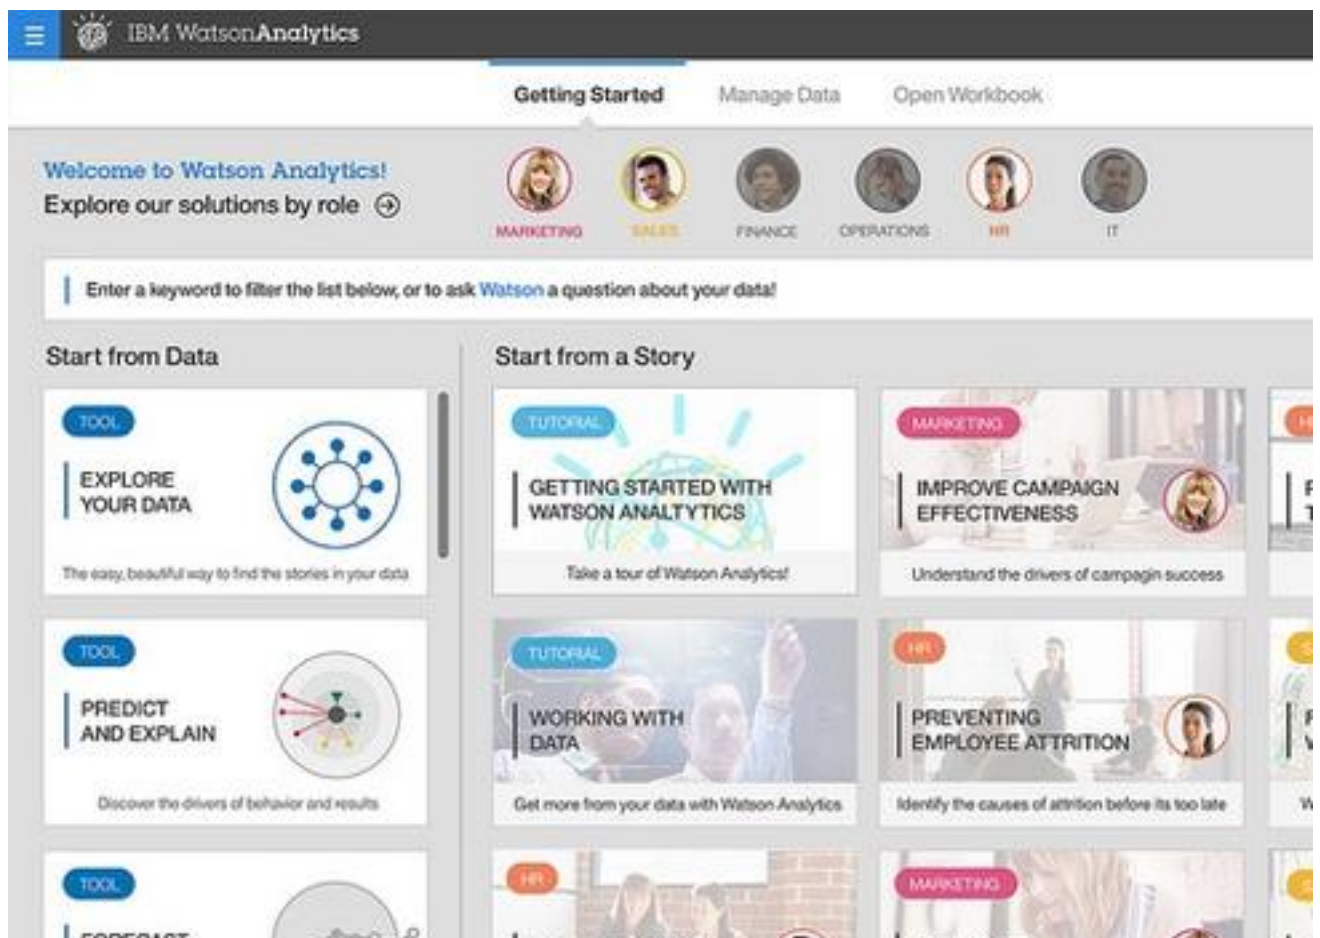 IBM WatsonAnalytics
Getting Started Manage Data Open Workbook
Welcome to Watson Analytics!
Explore our solutions by role
MARKETING SALES FINANCE OPERATIONS HR IT
Enter a keyword to filter the list below, or to ask Watson a question about your data!
Start from Data
TOOL
EXPLORE
YOUR DATA
The easy, beautiful way to find the stories in your data
TOOL
PREDICT
AND EXPLAIN
Discover the drivers of behavior and results
TOOL
FORECAST
Start from a Story
TUTORIAL
GETTING STARTED WITH
WATSON ANALTYTICS
Take a tour of Watson Analytics!
MARKETING
IMPROVE CAMPAIGN
EFFECTIVENESS
Understand the drivers of campagin success
TUTORIAL
WORKING WITH
DATA
Get more from your data with Watson Analytics
HR
PREVENTING
EMPLOYEE ATTRITION
Identify the causes of attrition before its too late
HR
MARKETING